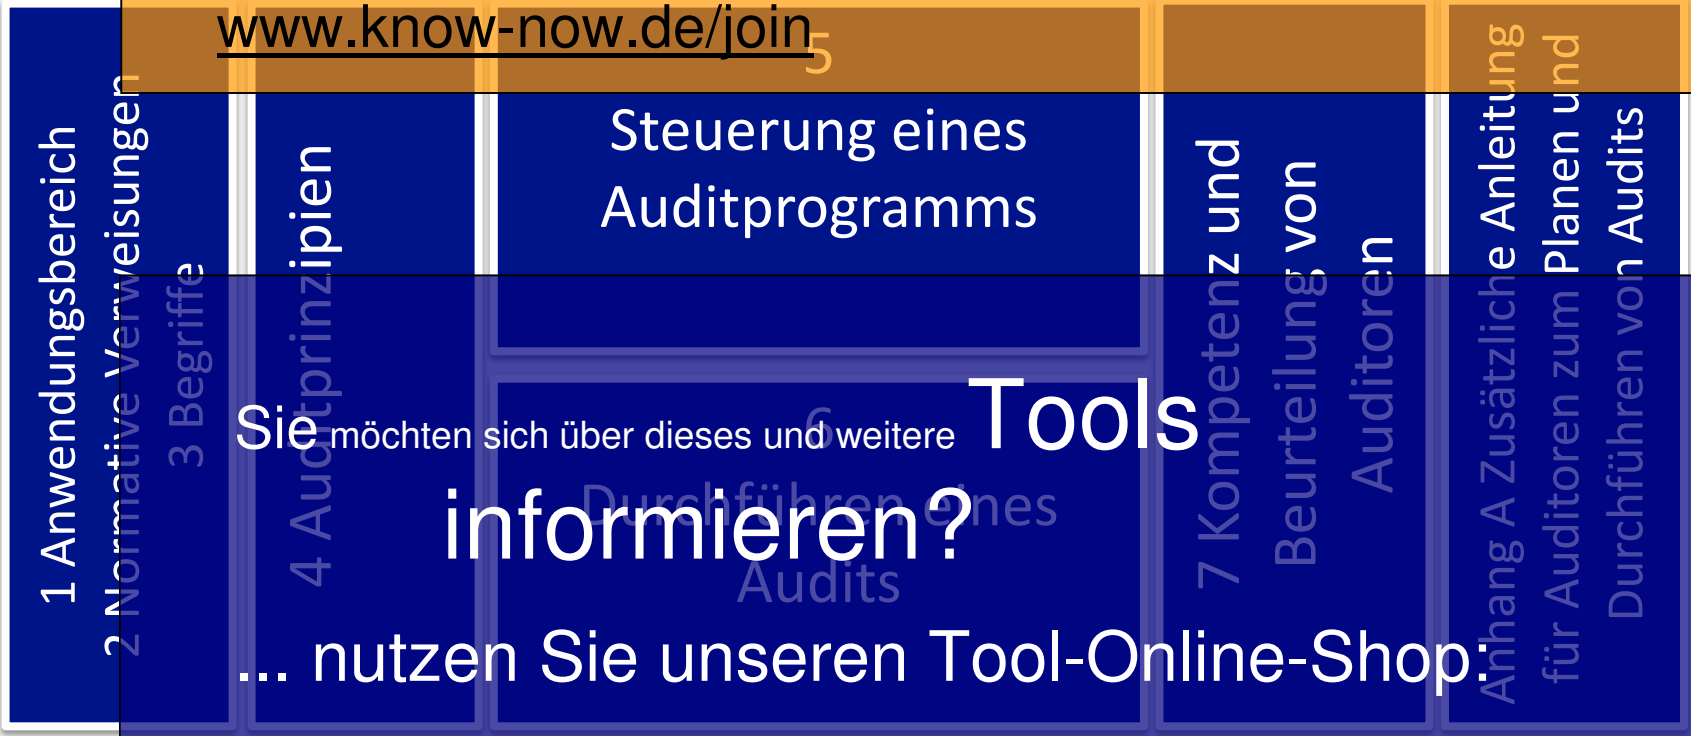 www.know-now.de/join
1 Anwendungsbereich
2 Normative Verweisungen
3 Begriffe
4 Auditprinzipien
5
Steuerung eines
Auditprogramms
6
Durchführen eines
Audits
7 Kompetenz und
Beurteilung von
Auditoren
Anhang A Zusätzliche Anleitung
für Auditoren zum Planen und
Durchführen von Audits
Sie möchten sich über dieses und weitere Tools
informieren?
... nutzen Sie unseren Tool-Online-Shop: